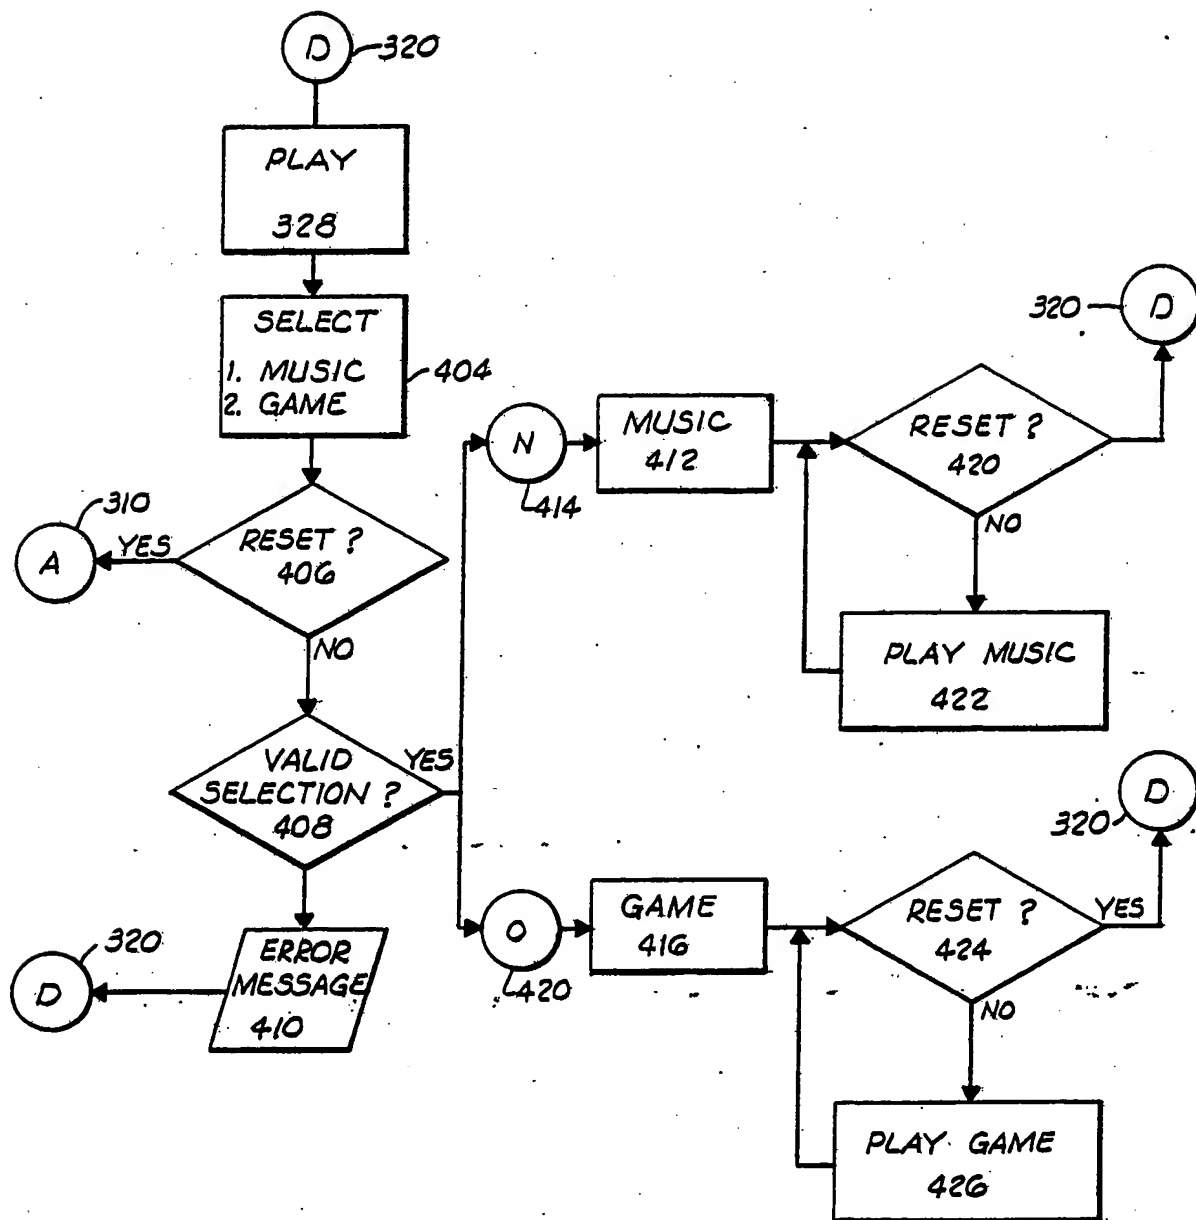 D
320
PLAY
328
SELECT
1. MUSIC
2. GAME
404
RESET ?
406
YES
310
A
NO
VALID
SELECTION ?
408
YES
ERROR
MESSAGE
410
320
D
N
414
MUSIC
412
RESET ?
420
320
D
NO
PLAY MUSIC
422
O
420
GAME
416
RESET ?
424
YES
320
D
NO
PLAY GAME
426